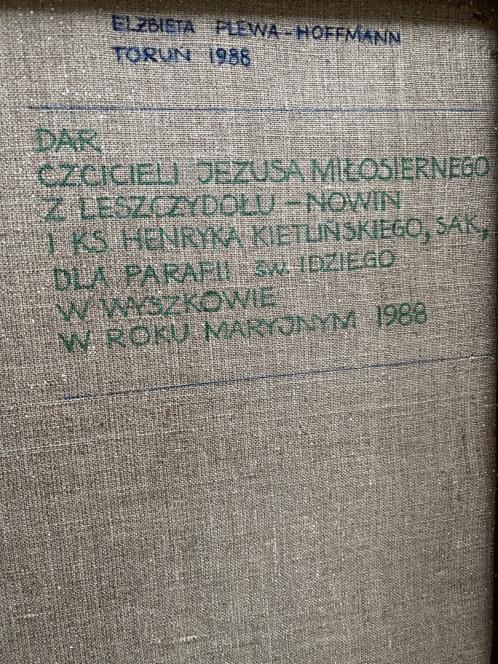 ELŻBIETA PLEWA-HOFFMANN
TORUŃ 1988
DAR
CZCICIELI JEZUSA MIŁOSIERNEGO
Z LESZCZYDOŁU - NOWIN
I KS. HENRYKA KIETLIŃSKIEGO, SAK,
DLA PARAFII ŚW. IDZIEGO
W WYSZKOWIE
W ROKU MARYJNYM 1988